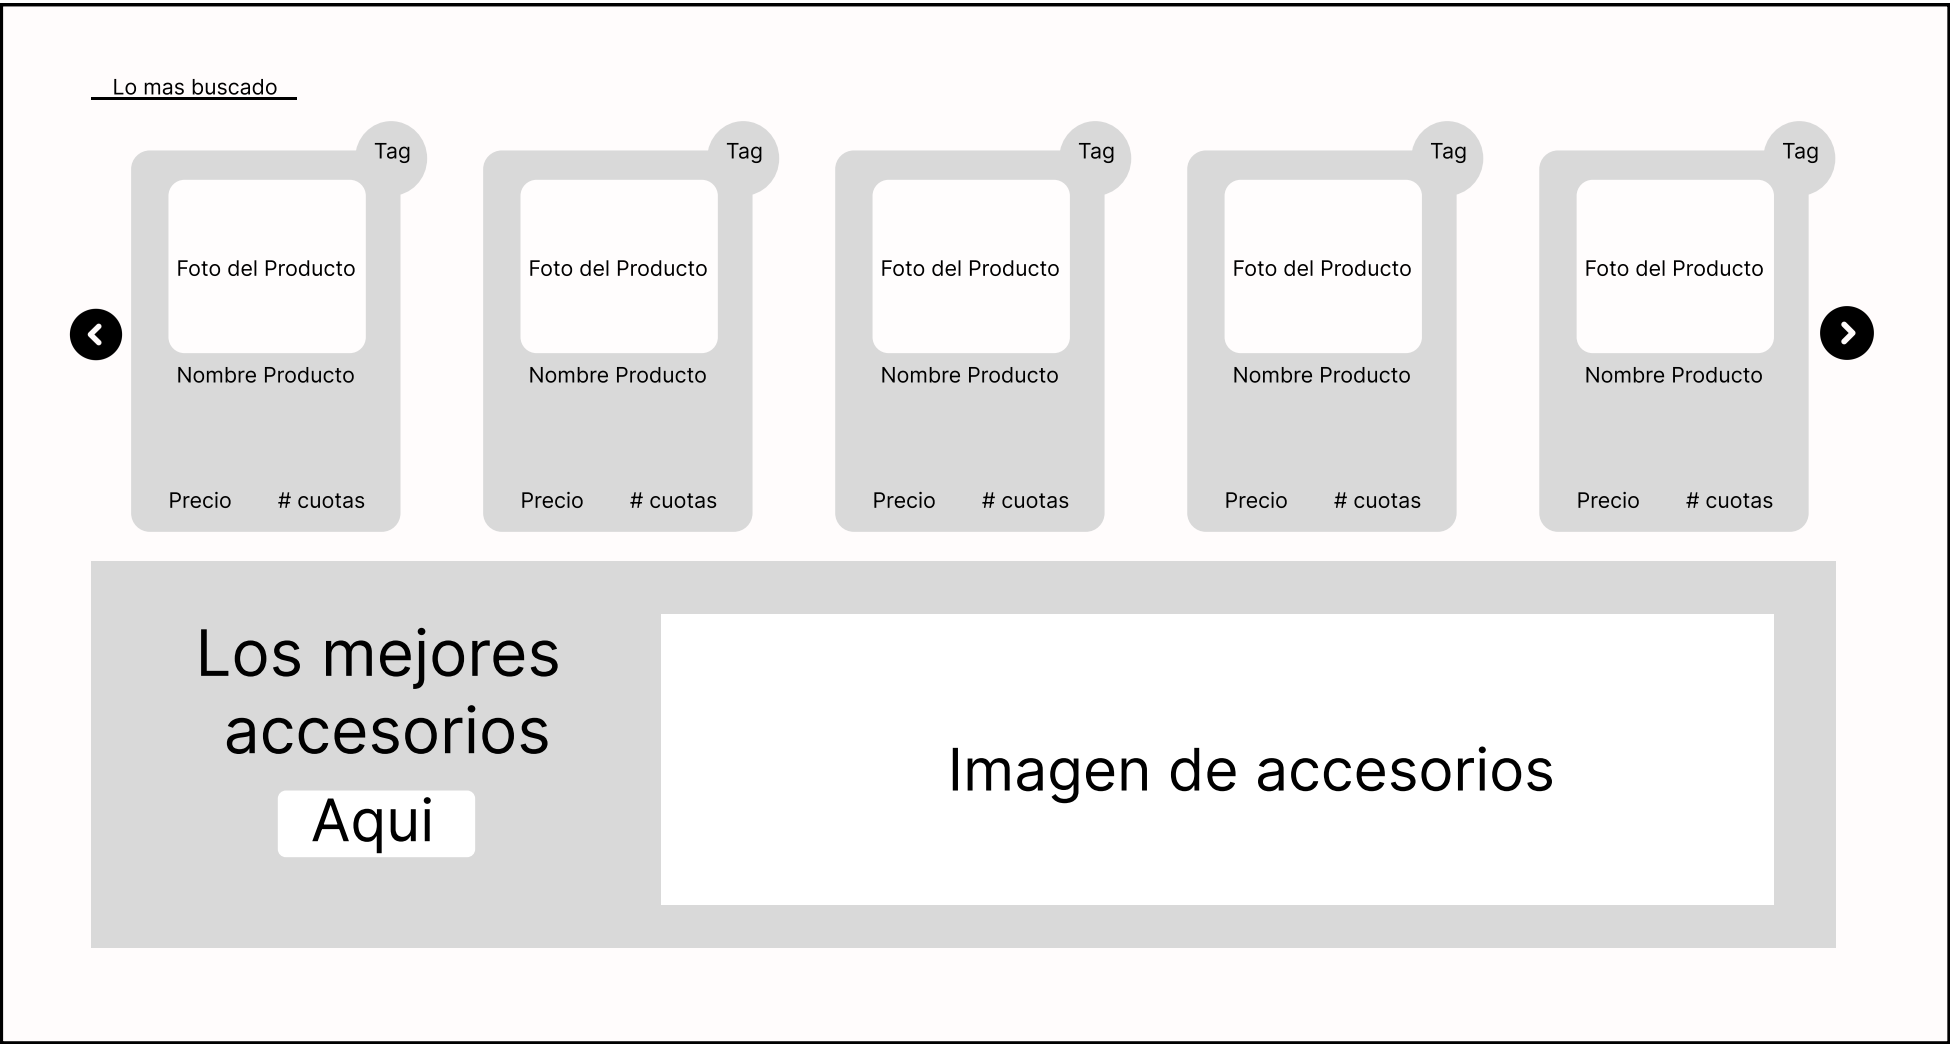 Lo mas buscado
Tag Tag Tag Tag Tag
Foto del Producto Foto del Producto Foto del Producto Foto del Producto Foto del Producto
Nombre Producto Nombre Producto Nombre Producto Nombre Producto Nombre Producto
Precio # cuotas Precio # cuotas Precio # cuotas Precio # cuotas Precio # cuotas
Los mejores
accesorios
Aqui
Imagen de accesorios